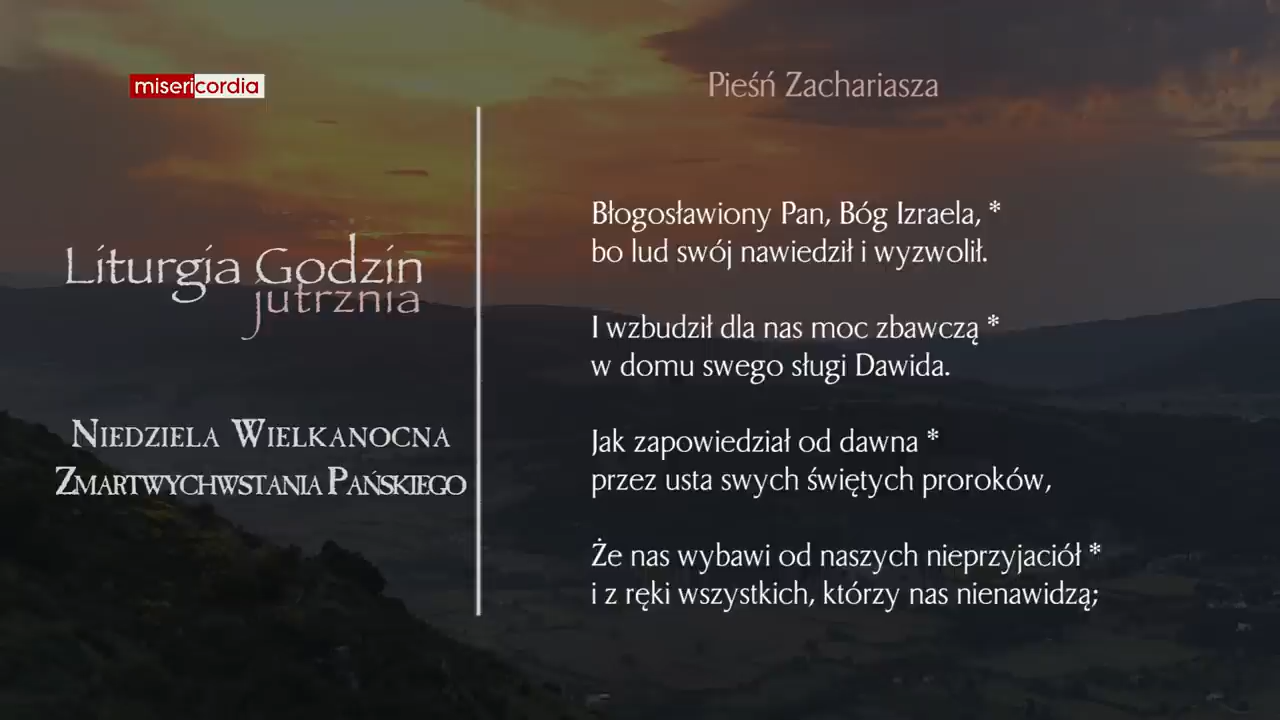 misericordia
Liturgia Godzin
jutrznia
Niedziela Wielkanocna
Zmartwychwstania Pańskiego
Pieśń Zachariasza
Błogosławiony Pan, Bóg Izraela, *
bo lud swój nawiedził i wyzwolił.
I wzbudził dla nas moc zbawczą *
w domu swego sługi Dawida.
Jak zapowiedział od dawna *
przez usta swych świętych proroków,
Że nas wybawi od naszych nieprzyjaciół *
i z ręki wszystkich, którzy nas nienawidzą;